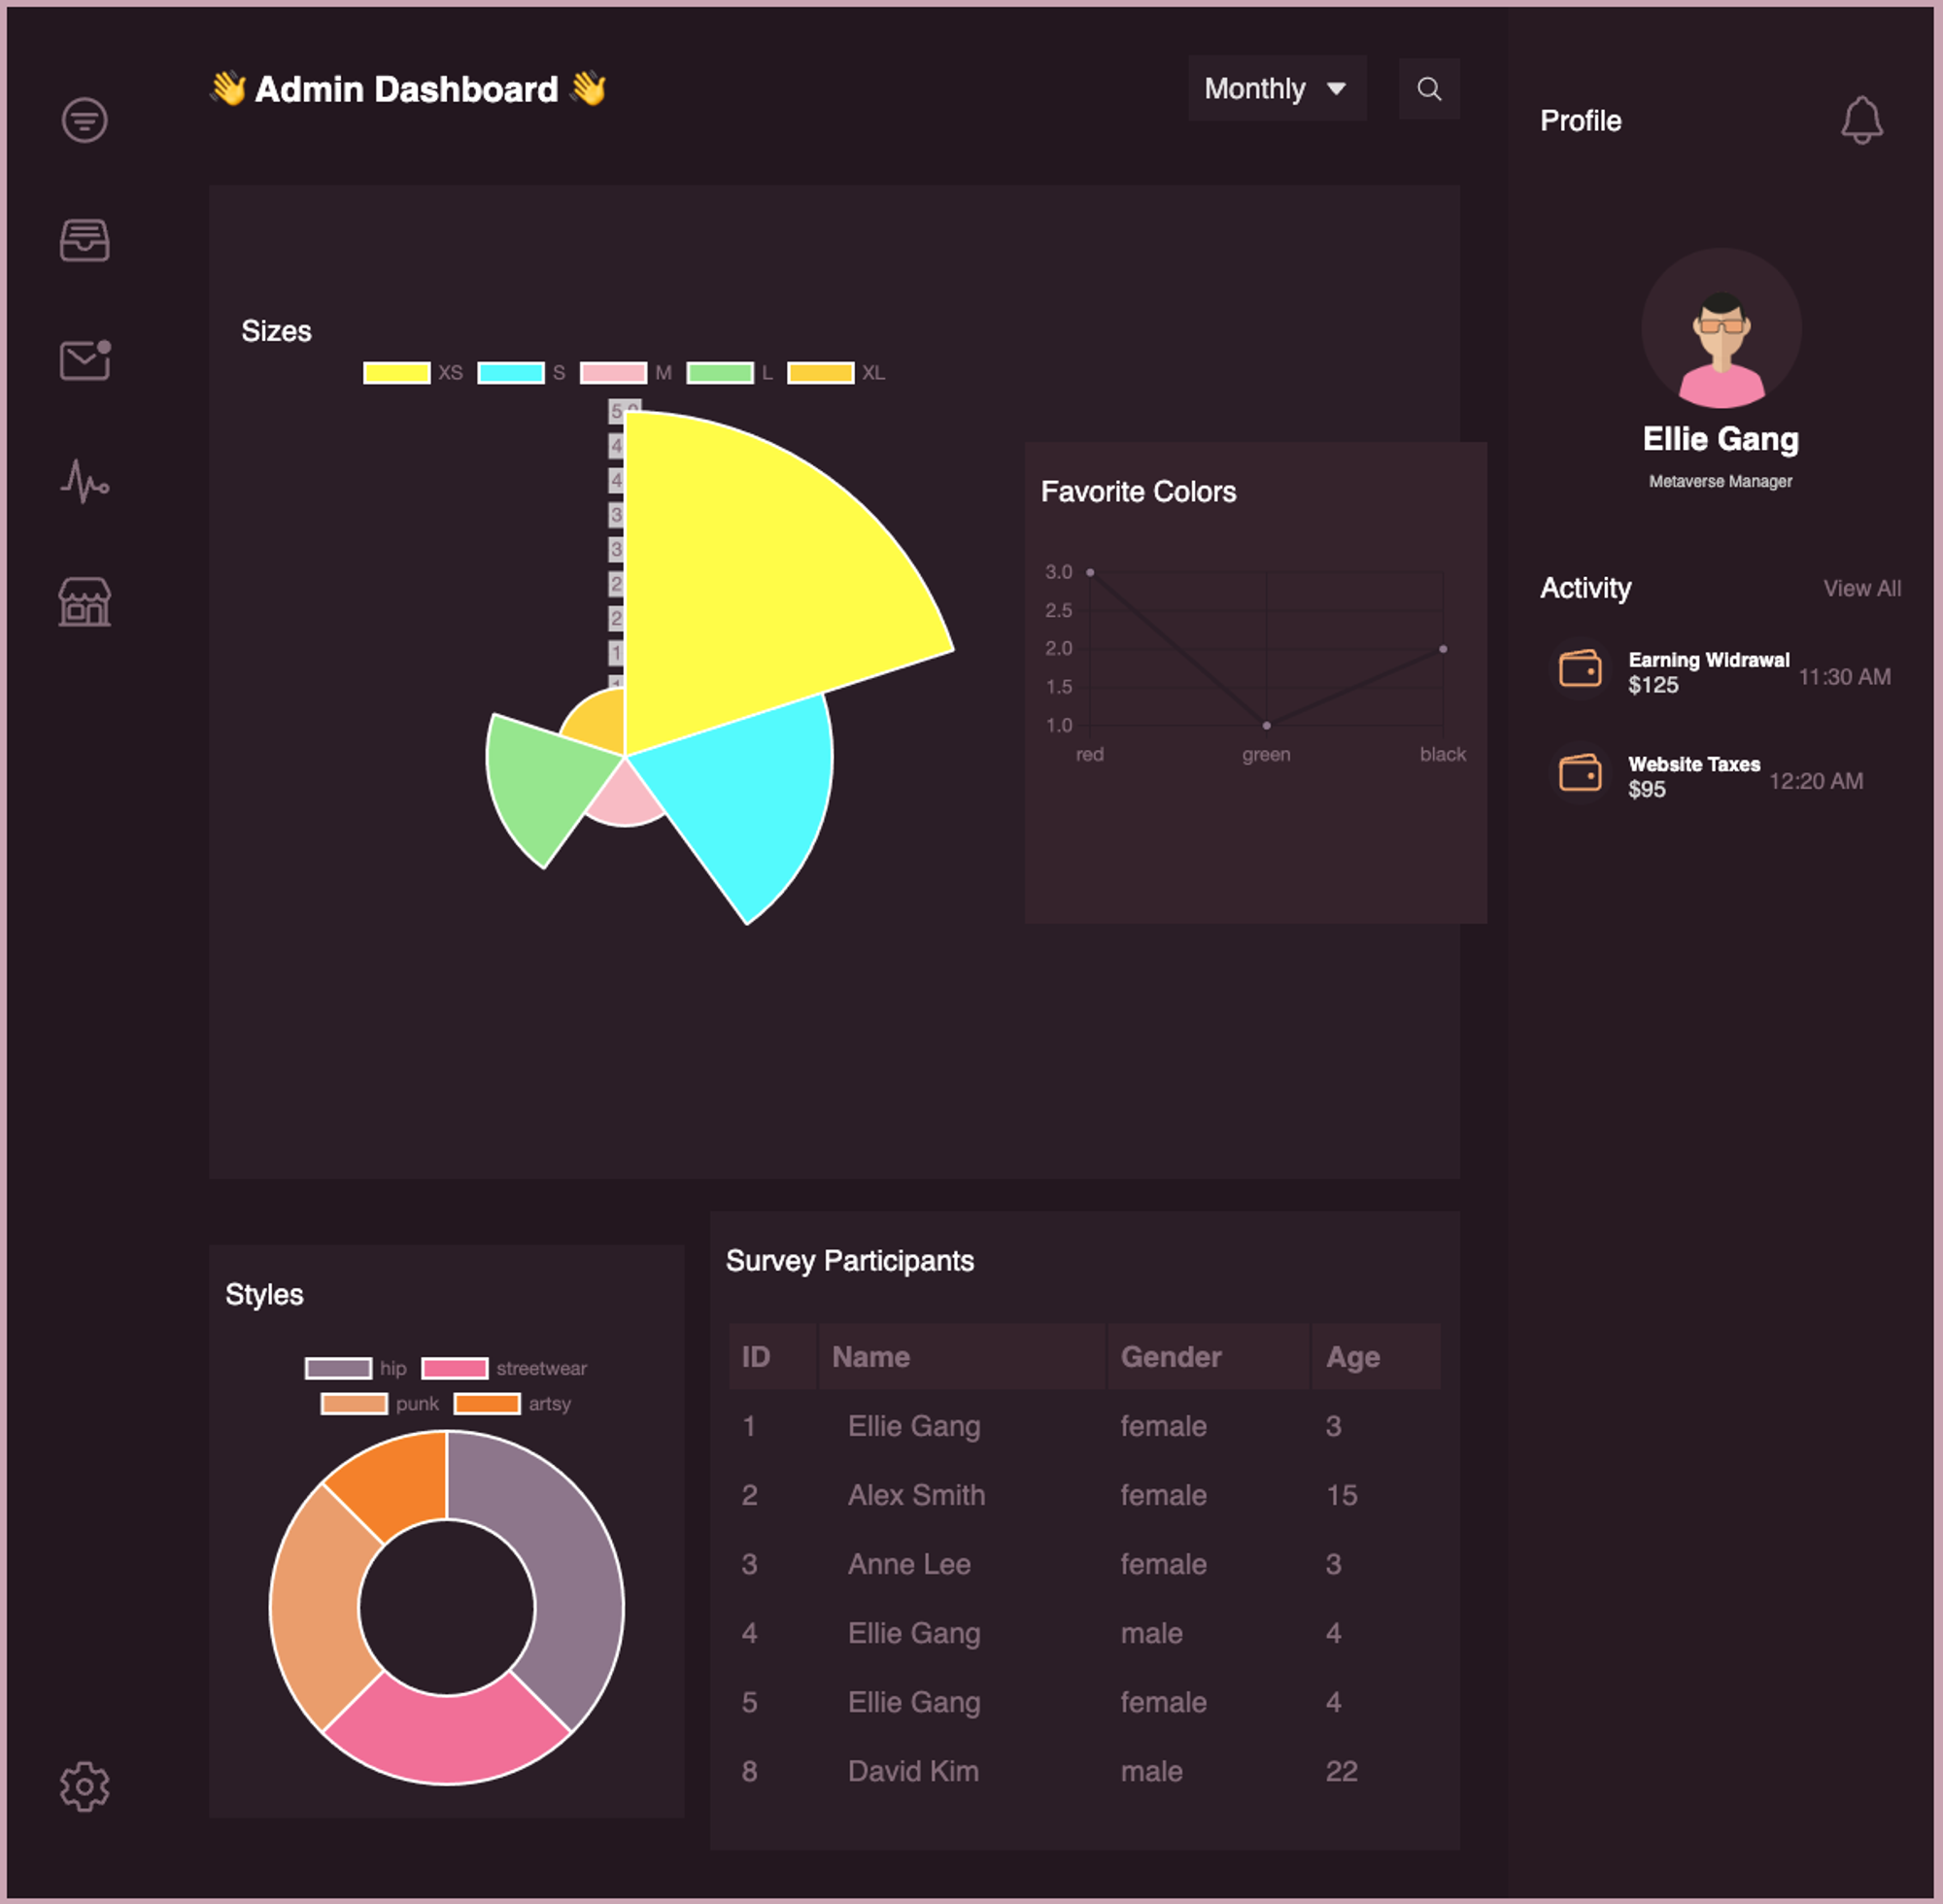 Admin Dashboard
Monthly
Sizes
XS S M L XL
5
4
4
3
3
2
2
1
Favorite Colors
3.0
2.5
2.0
1.5
1.0
red green black
Styles
hip streetwear
punk artsy
Survey Participants
ID Name Gender Age
1 Ellie Gang female 3
2 Alex Smith female 15
3 Anne Lee female 3
4 Ellie Gang male 4
5 Ellie Gang female 4
8 David Kim male 22
Profile
Ellie Gang
Metaverse Manager
Activity View All
Earning Widrawal
$125 11:30 AM
Website Taxes
$95 12:20 AM